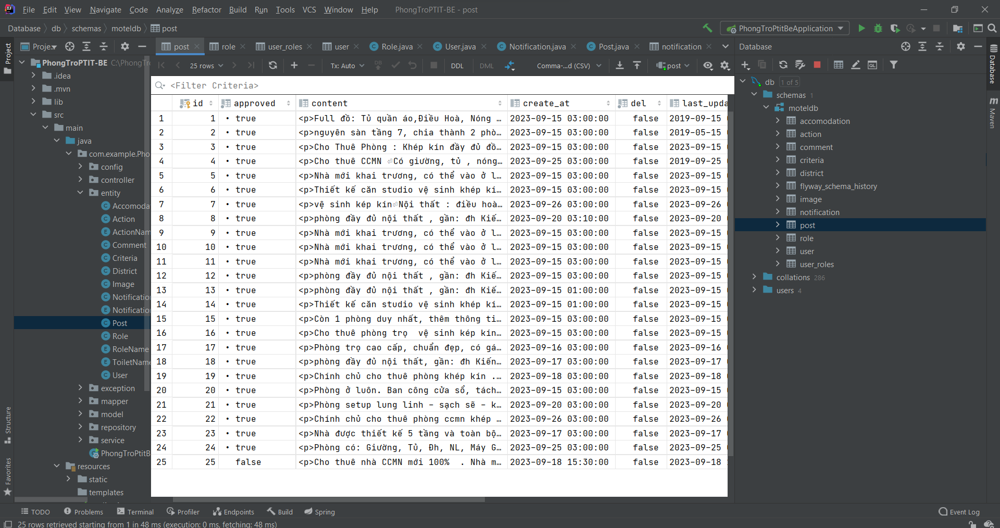 File Edit View Navigate Code Analyze Refactor Build Run Tools VCS Window Help PhongTroPTIT-BE - post
Database db schemas moteldb post PhongTroPtitBeApplication
Project
Proje... post role user_roles user Role.java User.java Notification.java Post.java notification Database
25 rows Tx: Auto DB DDL DML Comma-...d (CSV) post
<Filter Criteria>
id approved content create_at del last_upda
1 1 true <p>Full đồ: Tủ quần áo,Điều Hoà, Nóng … 2023-09-15 03:00:00 false 2019-09-15
2 2 true <p>nguyên sàn tầng 7, chia thành 2 phò… 2023-09-15 03:00:00 false 2019-05-15
3 3 true <p>Cho Thuê Phòng : Khép kín đầy đủ đồ… 2023-09-15 03:00:00 false 2023-09-15
4 4 true <p>Cho thuê CCMN ⏎Có giường, tủ , nóng… 2023-09-25 03:00:00 false 2019-09-25
5 5 true <p>Nhà mới khai trương, có thể vào ở l… 2023-09-15 03:00:00 false 2023-09-15
6 6 true <p>Thiết kế căn studio vệ sinh khép kí… 2023-09-15 03:00:00 false 2023-09-15
7 7 true <p>vệ sinh kép kín⏎Nội thất : điều hoà… 2023-09-26 03:00:00 false 2023-09-26
8 8 true <p>phòng đầy đủ nội thất , gần: đh Kiế… 2023-09-20 03:10:00 false 2023-09-20
9 9 true <p>Nhà mới khai trương, có thể vào ở l… 2023-09-15 03:00:00 false 2023-09-15
10 10 true <p>Nhà mới khai trương, có thể vào ở l… 2023-09-15 03:00:00 false 2023-09-15
11 11 true <p>Nhà mới khai trương, có thể vào ở l… 2023-09-15 03:00:00 false 2023-09-15
12 12 true <p>phòng đầy đủ nội thất , gần: đh Kiế… 2023-09-15 03:00:00 false 2023-09-15
13 13 true <p>phòng đầy đủ nội thất , gần: đh Kiế… 2023-09-15 01:00:00 false 2023-09-15
14 14 true <p>Thiết kế căn studio vệ sinh khép kí… 2023-09-15 01:00:00 false 2023-09-15
15 15 true <p>Còn 1 phòng duy nhất, thêm thông ti… 2023-09-15 03:00:00 false 2023-09-15
16 16 true <p>Cho thuê phòng trọ vệ sinh kép kín… 2023-09-15 03:00:00 false 2023-09-15
17 17 true <p>Phòng trọ cao cấp, chuẩn đẹp, có gá… 2023-09-16 03:00:00 false 2023-09-16
18 18 true <p>phòng đầy đủ nội thất, gần: đh Kiến… 2023-09-17 03:00:00 false 2023-09-17
19 19 true <p>Chính chủ cho thuê phòng khép kín .… 2023-09-18 03:00:00 false 2023-09-18
20 20 true <p>Phòng ở luôn. Ban công cửa sổ, tách… 2023-09-15 03:00:00 false 2023-09-15
21 21 true <p>Phòng setup lung linh – sạch sẽ – k… 2023-09-20 03:00:00 false 2023-09-20
22 22 true <p>Chính chủ cho thuê phòng ccmn khép … 2023-09-26 03:00:00 false 2023-09-26
23 23 true <p>Nhà được thiết kế 5 tầng và toàn bộ… 2023-09-17 03:00:00 false 2023-09-17
24 24 true <p>Phòng có: Giường, Tủ, Đh, NL, Máy G… 2023-09-25 03:00:00 false 2023-09-25
25 25 false <p>Cho thuê nhà CCMN mới 100% . Nhà m… 2023-09-18 15:30:00 false 2023-09-18
PhongTroPTIT-BE C:\PhongTr
.idea
.mvn
lib
src
main
java
com.example.Pho
config
controller
entity
Accomoda
Action
ActionNam
Comment
Criteria
District
Image
Notificatio
Notificatio
Post
Role
RoleName
ToiletName
User
exception
mapper
model
repository
service
PhongTroPtitB
resources
static
templates
Structure
Favorites
db 1 of 5
schemas 1
moteldb
accomodation
action
comment
criteria
district
flyway_schema_history
image
notification
post
role
user
user_roles
collations 286
users 4
Database
m Maven
TODO Problems Terminal Profiler Endpoints Build Spring Event Log
25 rows retrieved starting from 1 in 48 ms (execution: 0 ms, fetching: 48 ms)